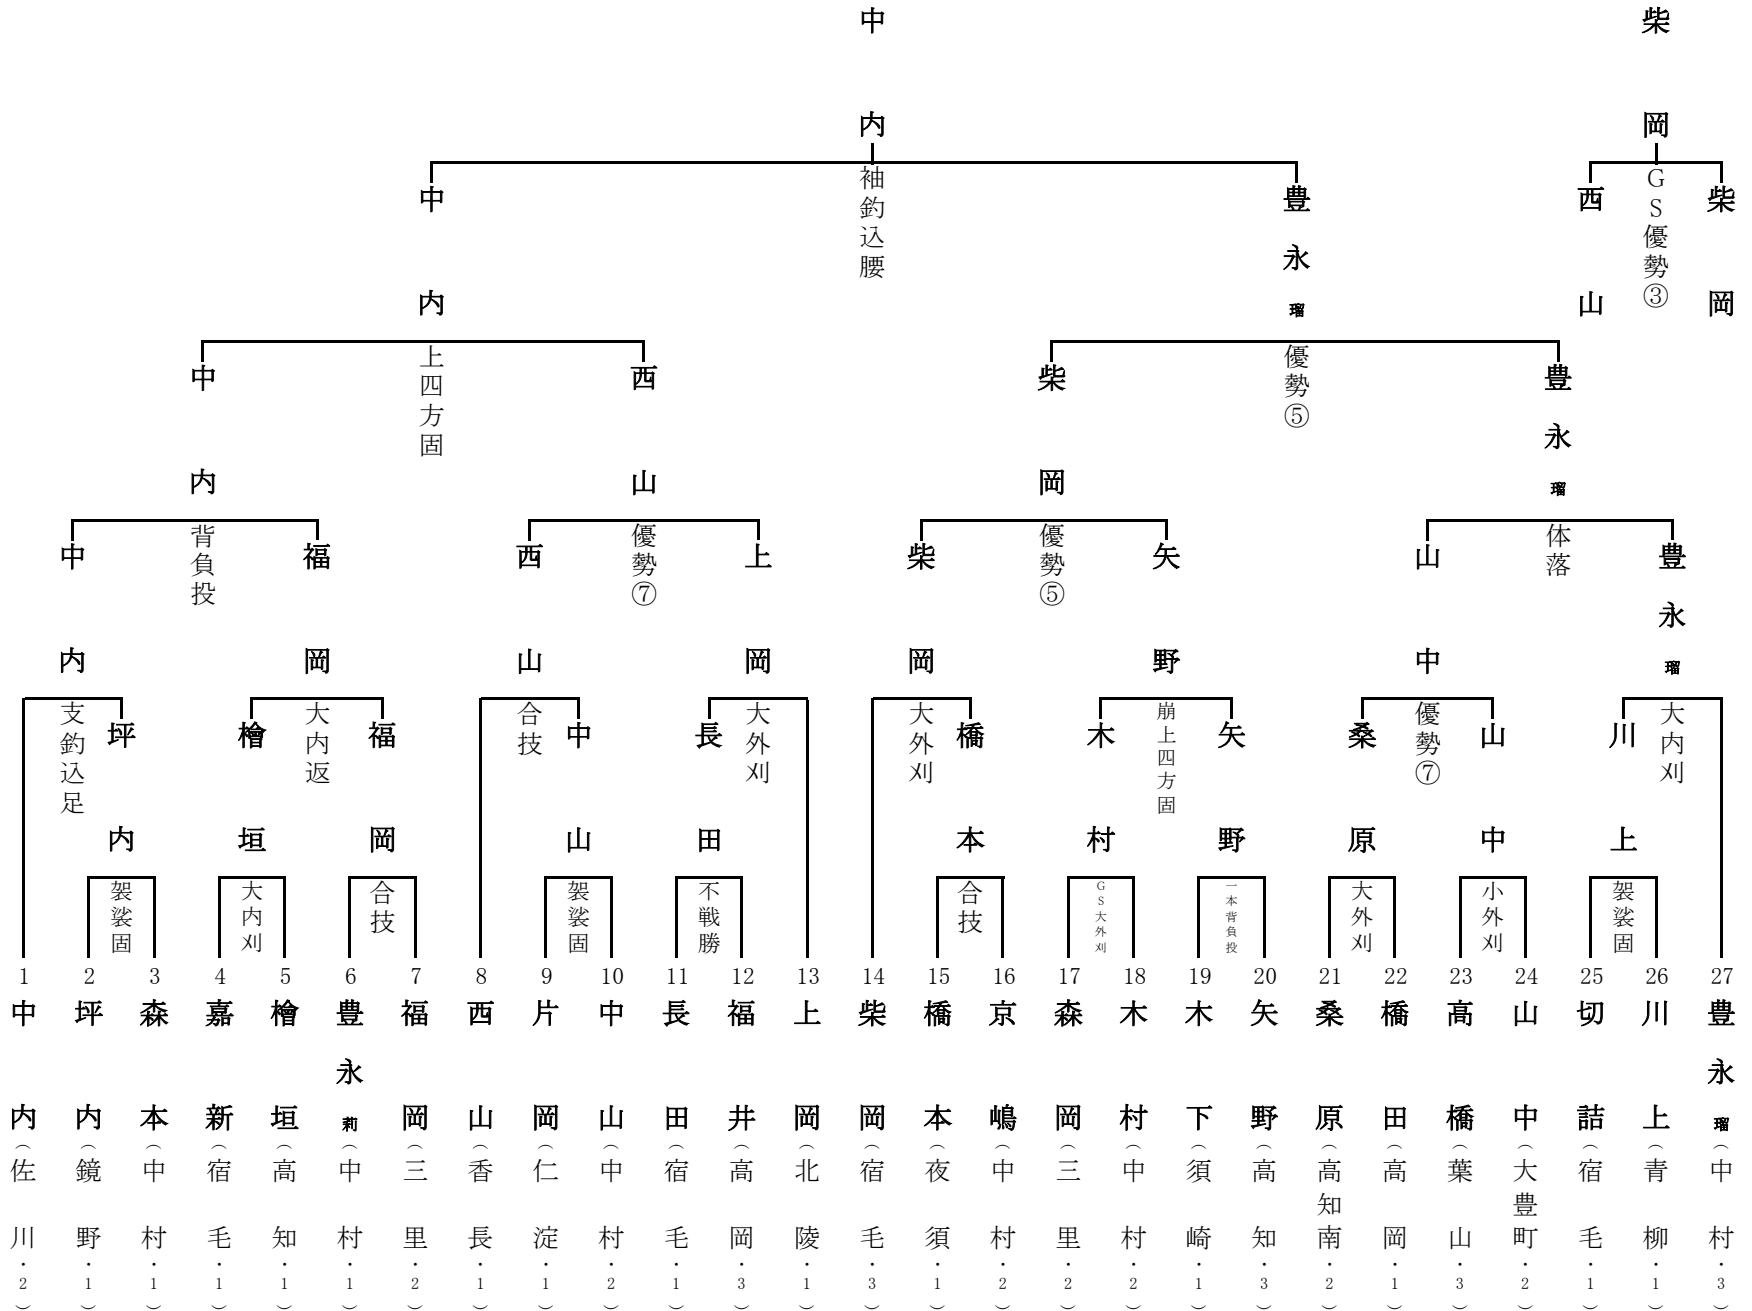 中内
柴岡
袖釣込腰
GS優勢③
中内
豊永瑠
西山
柴岡
上四方固
優勢⑤
中内
西山
柴岡
豊永瑠
背負投
優勢⑦
優勢⑤
体落
中内
福岡
西山
上岡
柴岡
矢野
山中
豊永瑠
支釣込足
大内返
合技
大外刈
大外刈
崩上四方固
優勢⑦
大内刈
坪内
檜垣
福岡
中山
長田
橋本
木村
矢野
桑原
山中
川上
袈裟固
大内刈
合技
袈裟固
不戦勝
合技
GS大外刈
一本背負投
大外刈
小外刈
袈裟固
1 中内(佐川・2)
2 坪内(鏡野・1)
3 森本(中村・1)
4 嘉新(宿毛・1)
5 檜垣(高知・1)
6 豊永莉(中村・1)
7 福岡(三里・2)
8 西山(香長・1)
9 片岡(仁淀・1)
10 中山(中村・2)
11 長田(宿毛・1)
12 福井(高岡・3)
13 上岡(北陵・1)
14 柴岡(宿毛・3)
15 橋本(夜須・1)
16 京嶋(中村・2)
17 森岡(三里・2)
18 木村(中村・2)
19 木下(須崎・1)
20 矢野(高知・3)
21 桑原(高知南・2)
22 橋田(高岡・1)
23 高橋(葉山・3)
24 山中(大豊町・2)
25 切詰(宿毛・1)
26 川上(青柳・1)
27 豊永瑠(中村・3)